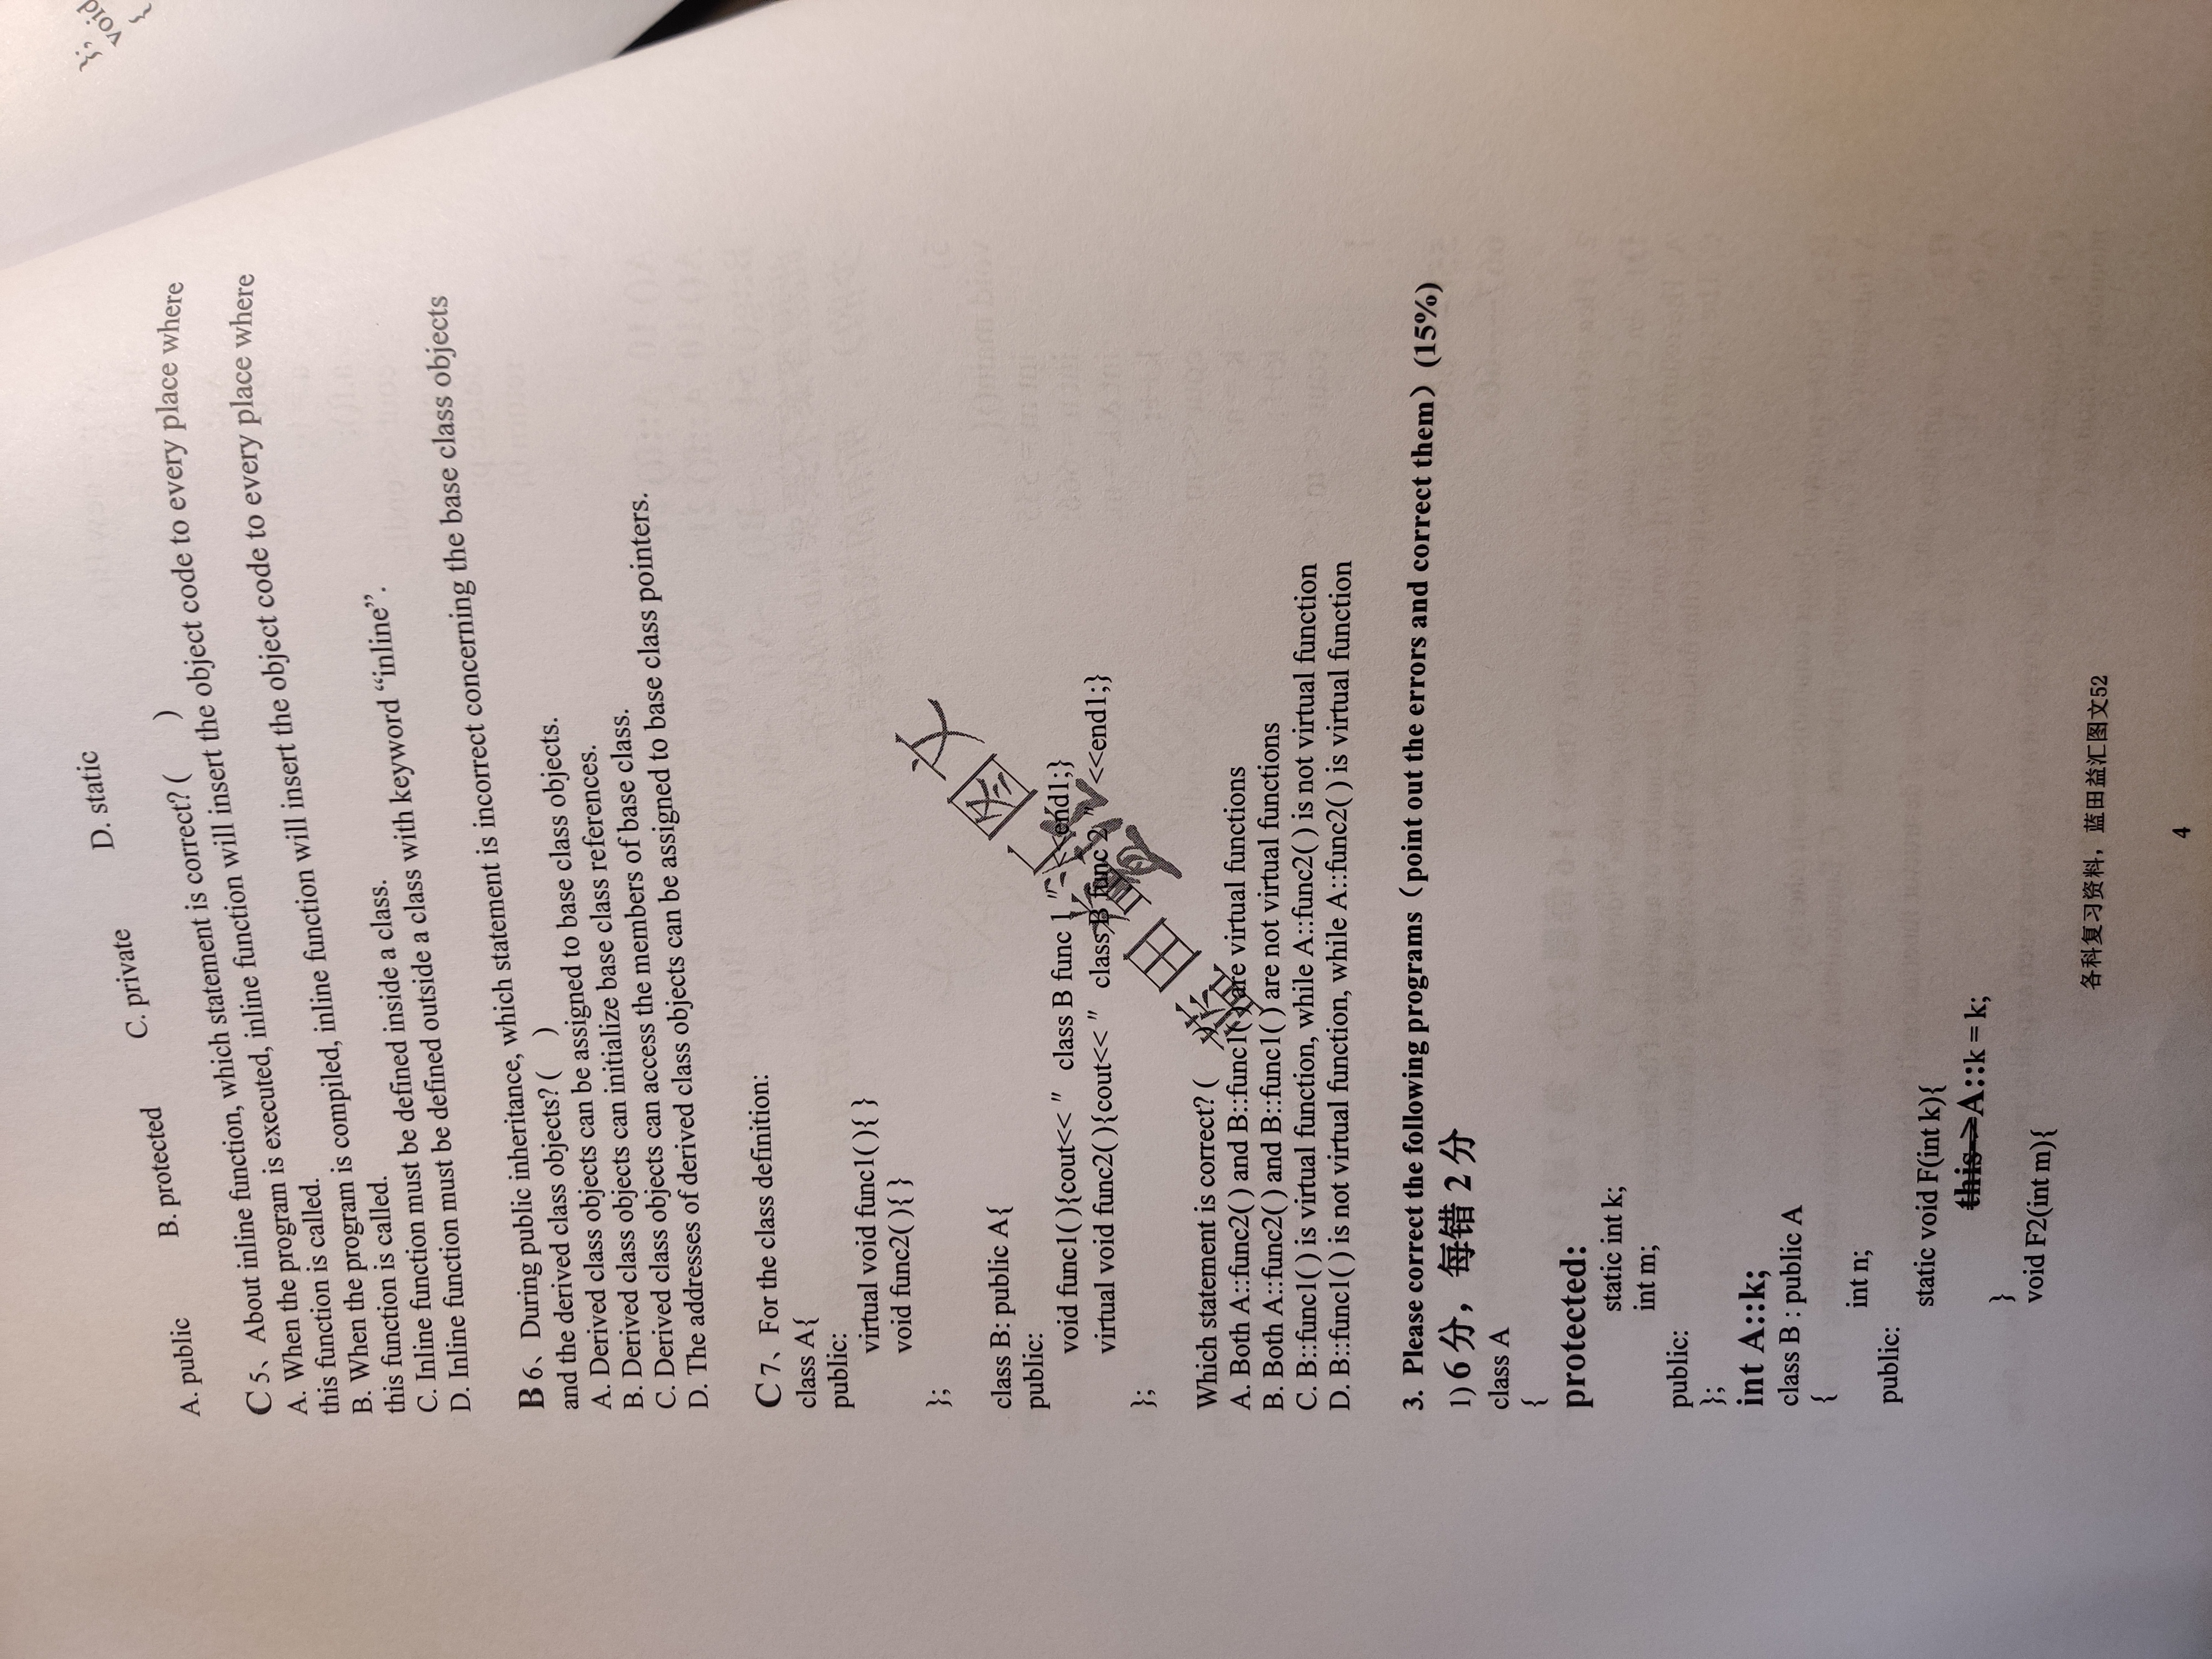 A. public B. protected C. private D. static
C 5、About inline function, which statement is correct? ( )
A. When the program is executed, inline function will insert the object code to every place where
this function is called.
B. When the program is compiled, inline function will insert the object code to every place where
this function is called.
C. Inline function must be defined inside a class.
D. Inline function must be defined outside a class with keyword “inline”.
B 6、During public inheritance, which statement is incorrect concerning the base class objects
and the derived class objects? ( )
A. Derived class objects can be assigned to base class objects.
B. Derived class objects can initialize base class references.
C. Derived class objects can access the members of base class.
D. The addresses of derived class objects can be assigned to base class pointers.
C 7、For the class definition:
class A{
public:
virtual void func1( ){ }
void func2( ){ }
};
class B: public A{
public:
void func1( ){cout<< ″ class B func 1 ″ <<end1;}
virtual void func2( ){cout<< ″ class B func 2 ″ <<end1;}
};
Which statement is correct? ( )
A. Both A::func2( ) and B::func1( ) are virtual functions
B. Both A::func2( ) and B::func1( ) are not virtual functions
C. B::func1( ) is virtual function, while A::func2( ) is not virtual function
D. B::func1( ) is not virtual function, while A::func2( ) is virtual function
3. Please correct the following programs（point out the errors and correct them）(15%)
1) 6 分，每错 2 分
class A
{
protected:
static int k;
int m;
public:
};
int A::k;
class B : public A
{
int n;
public:
static void F(int k){
this->A::k = k;
}
void F2(int m){
各科复习资料，蓝田益汇图文52
4
蓝田益汇图文
};
void
{